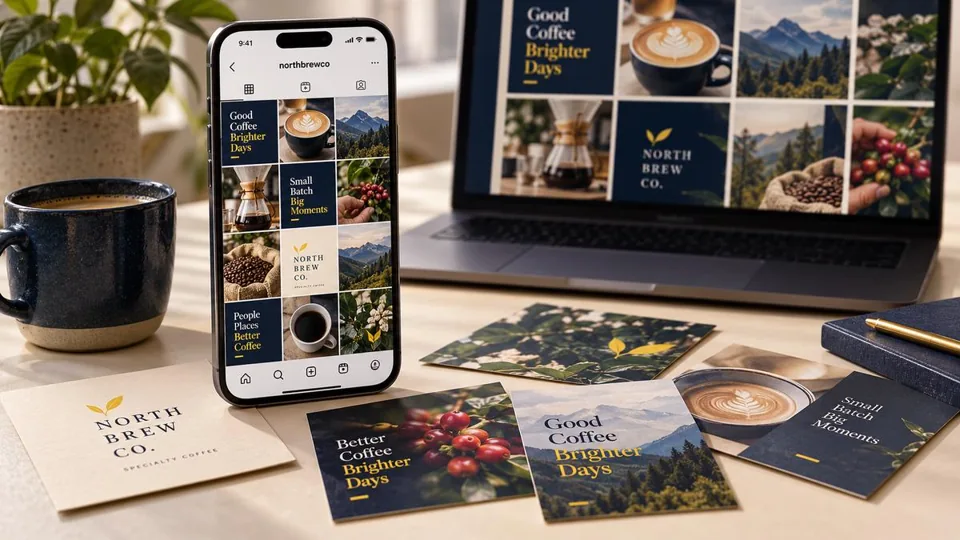 9:41
northbrewco
Good
Coffee
Brighter
Days
Small
Batch
Big
Moments
NORTH
BREW
CO.
SPECIALTY COFFEE
People
Places
Better
Coffee
Good
Coffee
Brighter
Days
NORTH
BREW
CO.
NORTH
BREW
CO.
SPECIALTY COFFEE
Better
Coffee
Brighter
Days
Good
Coffee
Brighter
Days
Small
Batch
Big
Moments